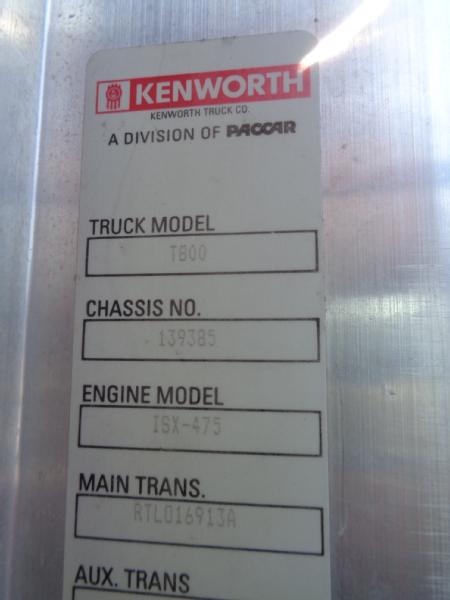 KENWORTH
KENWORTH TRUCK CO.
A DIVISION OF PACCAR
TRUCK MODEL
T800
CHASSIS NO.
139385
ENGINE MODEL
ISX-475
MAIN TRANS.
RTLO16913A
AUX. TRANS